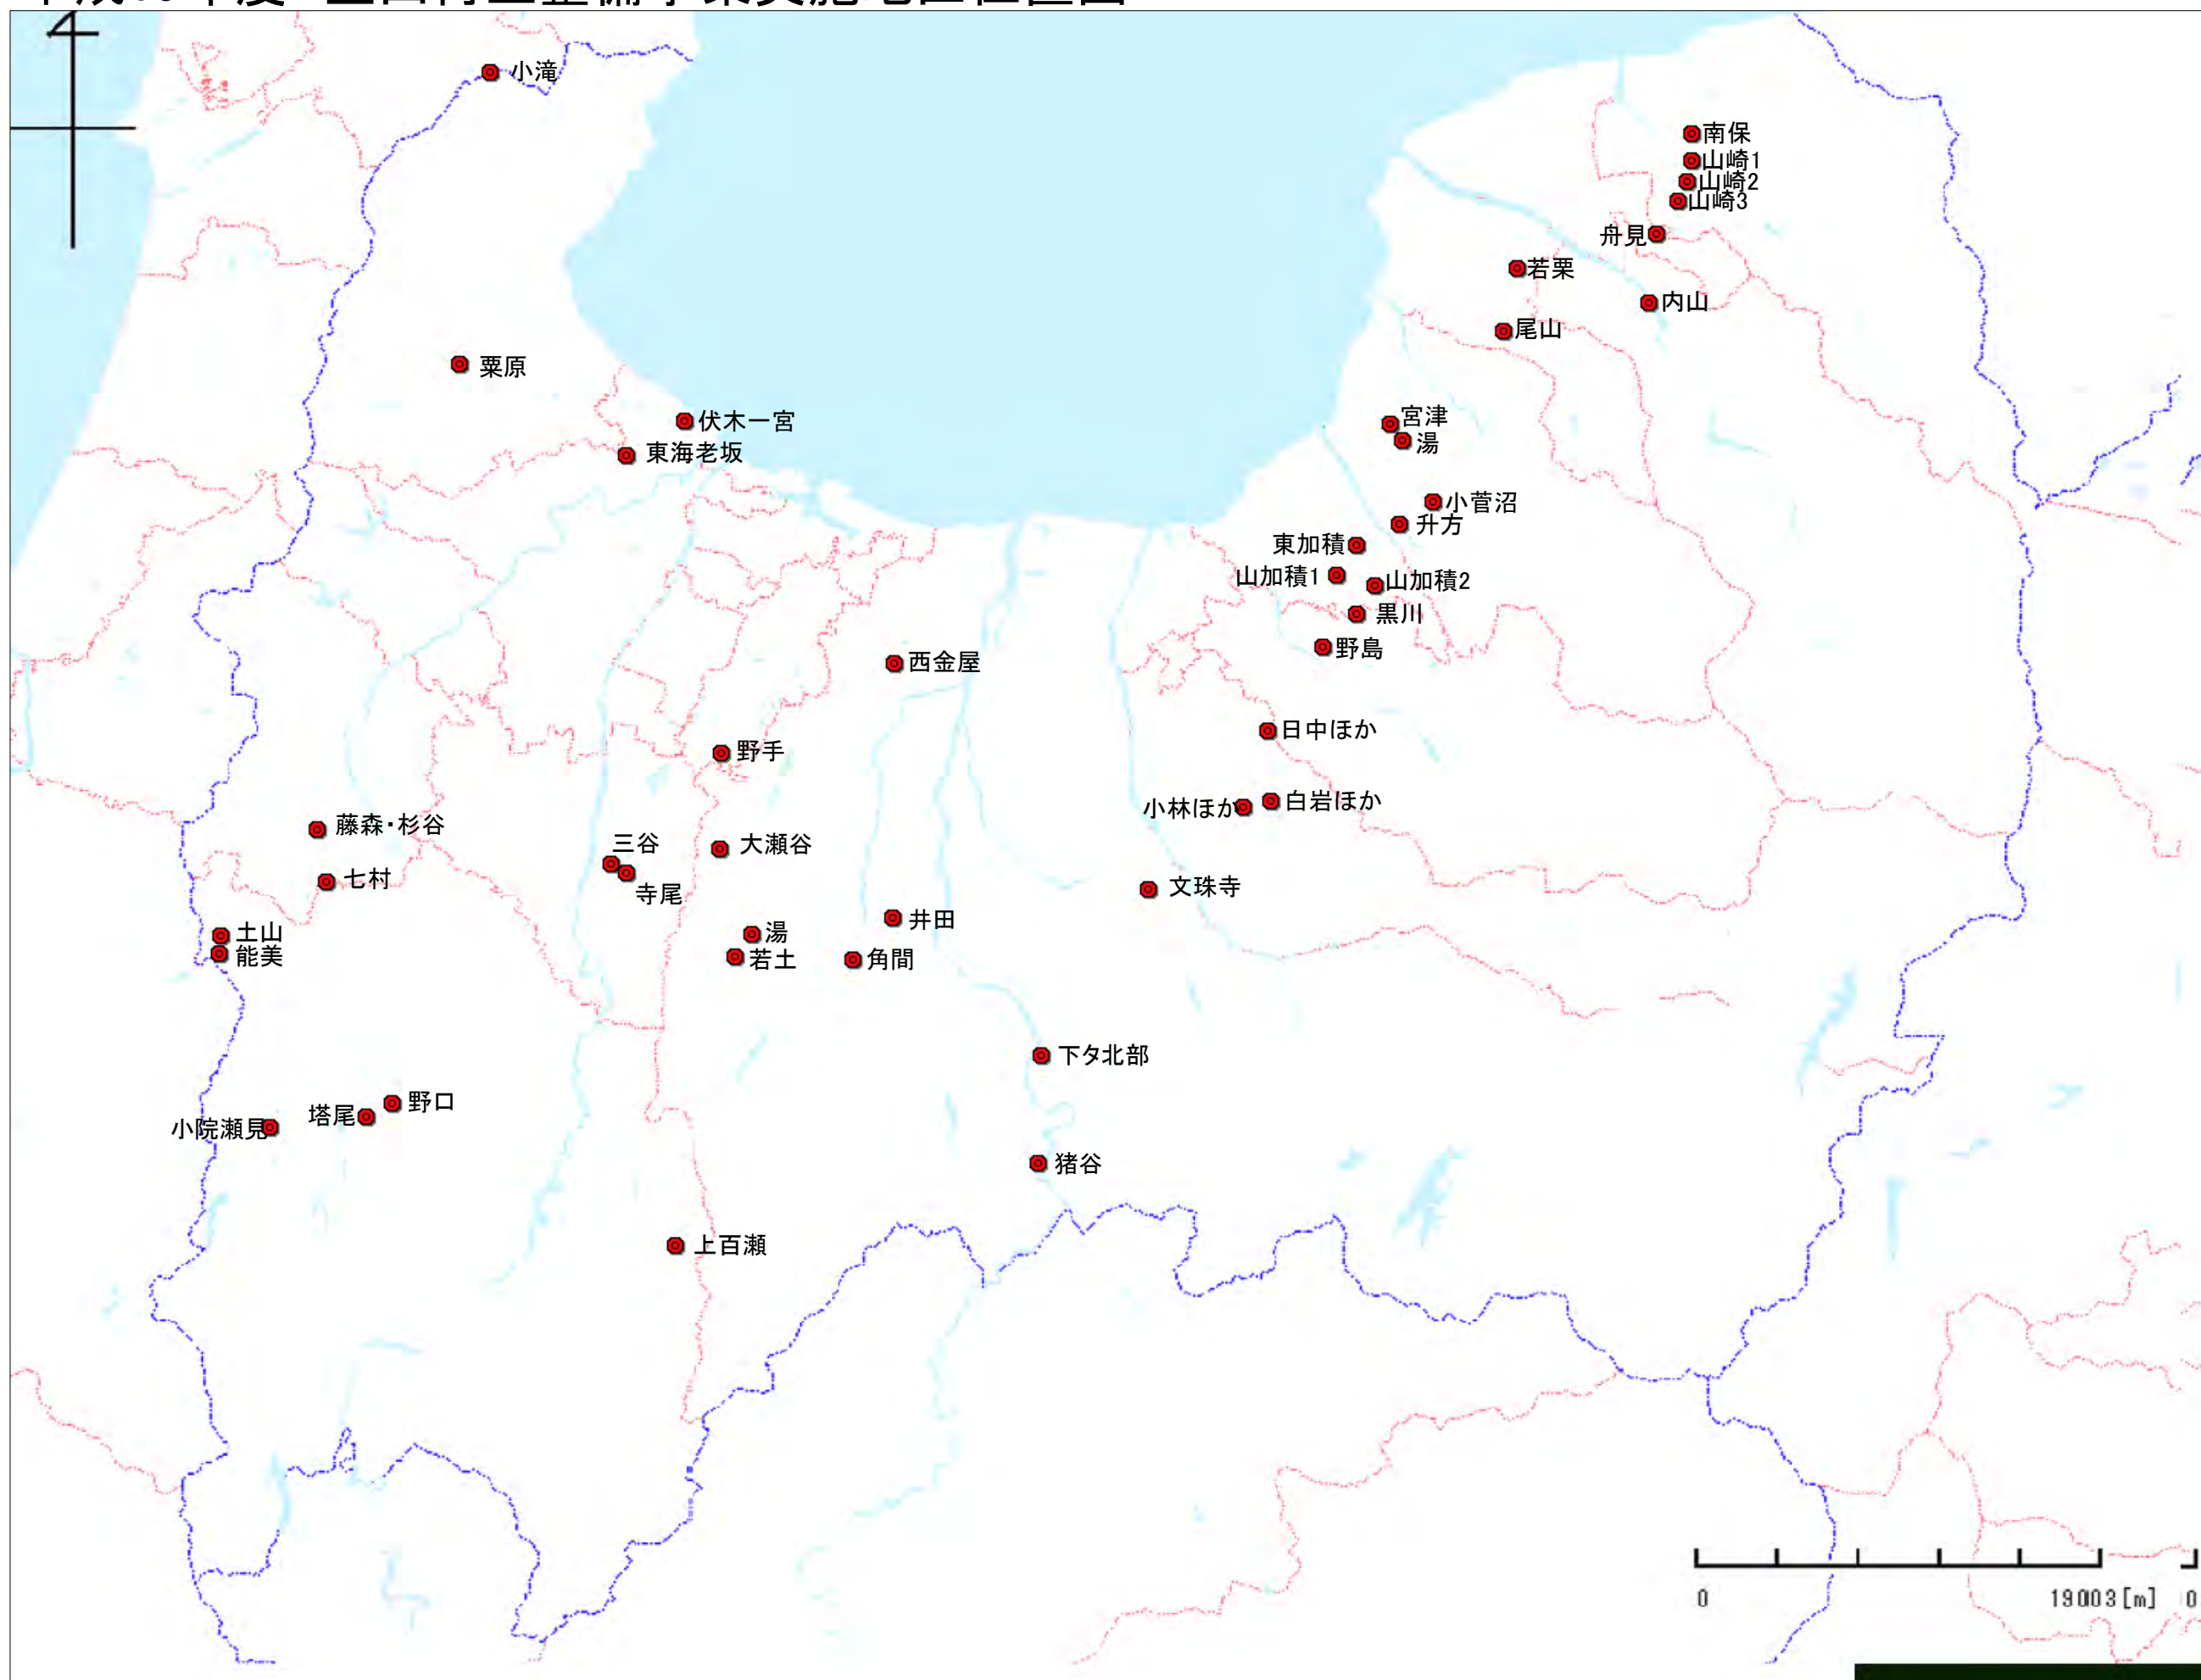 小滝
南保
山崎1
山崎2
山崎3
舟見
若栗
内山
尾山
粟原
伏木一宮
東海老坂
宮津
湯
小菅沼
升方
東加積
山加積1
山加積2
黒川
野島
西金屋
日中ほか
野手
小林ほか
白岩ほか
藤森・杉谷
三谷
大瀬谷
寺尾
七村
文珠寺
井田
土山
能美
湯
若土
角間
下タ北部
野口
塔尾
小院瀬見
猪谷
上百瀬
0
19003[m]
0